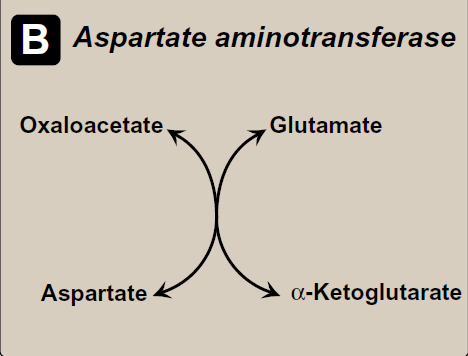 B Aspartate aminotransferase
Oxaloacetate Glutamate
Aspartate α-Ketoglutarate